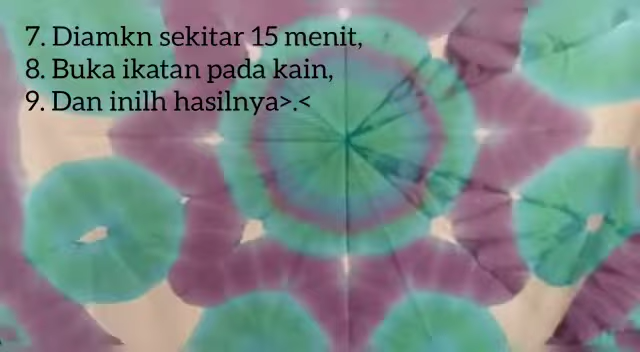 7. Diamkn sekitar 15 menit,
8. Buka ikatan pada kain,
9. Dan inilh hasilnya>.<